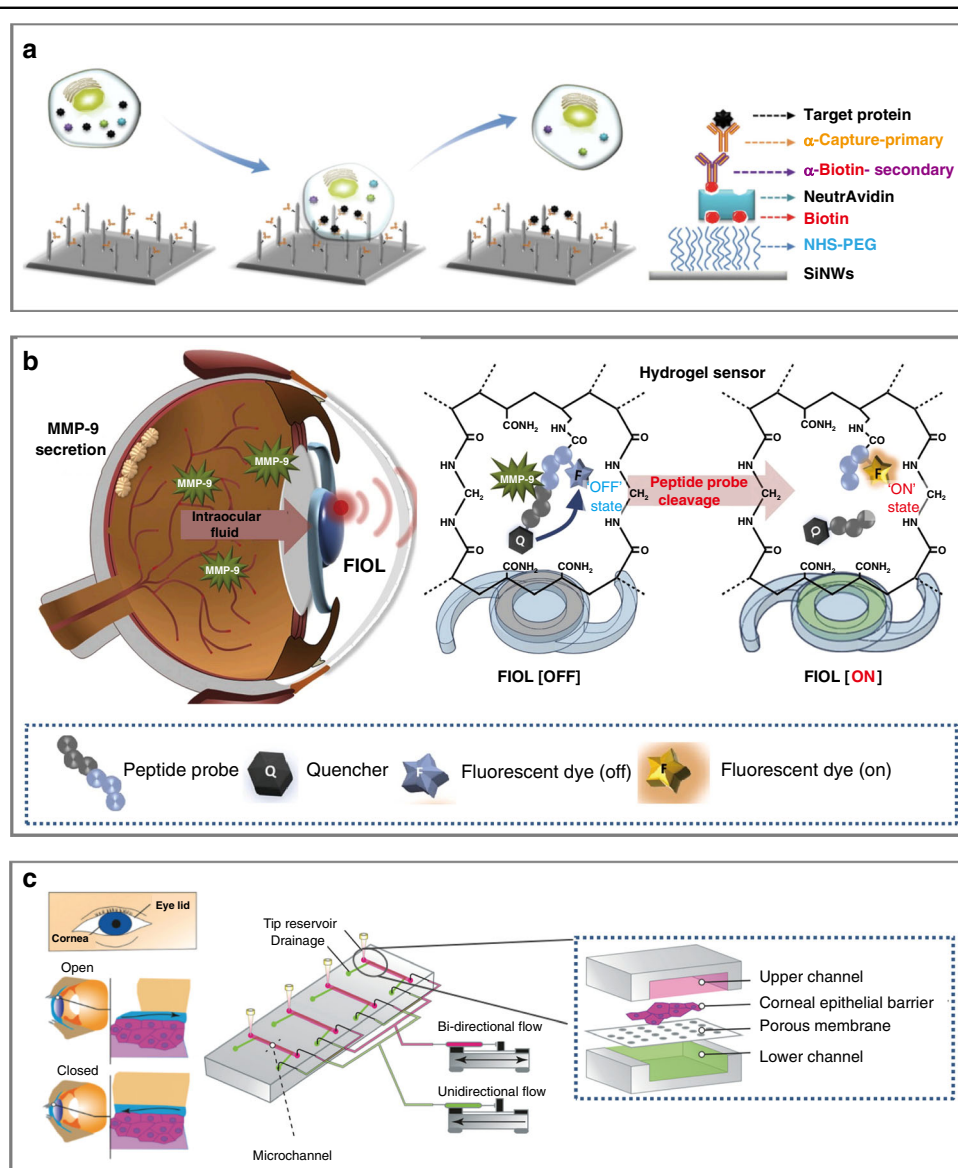 a
Target protein
α-Capture-primary
α-Biotin- secondary
NeutrAvidin
Biotin
NHS-PEG
SiNWs
b
MMP-9
secretion
MMP-9
MMP-9
Intraocular
fluid
MMP-9
FIOL
Hydrogel sensor
CONH2
HN
CO
O
O
HN
HN
CH2
CH2
NH
NH
O
O
MMP-9
F
'OFF'
state
Q
CONH2
CONH2
FIOL [OFF]
Peptide probe
cleavage
CONH2
HN
CO
O
O
HN
HN
CH2
CH2
NH
NH
O
O
F
'ON'
state
Q
CONH2
CONH2
FIOL [ON]
Peptide probe
Q
Quencher
F
Fluorescent dye (off)
F
Fluorescent dye (on)
c
Eye lid
Cornea
Open
Closed
Tip reservoir
Drainage
Bi-directional flow
Unidirectional flow
Microchannel
Upper channel
Corneal epithelial barrier
Porous membrane
Lower channel